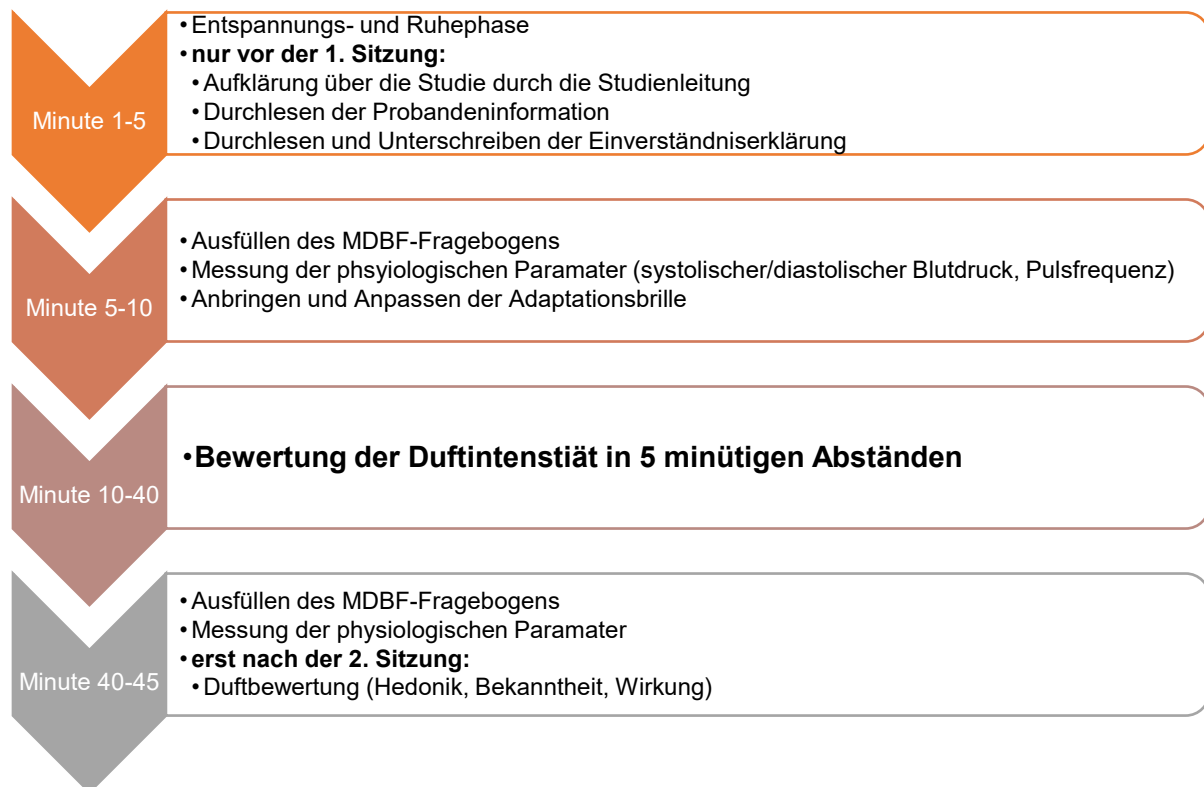 Minute 1-5
•Entspannungs- und Ruhephase
•nur vor der 1. Sitzung:
•Aufklärung über die Studie durch die Studienleitung
•Durchlesen der Probandeninformation
•Durchlesen und Unterschreiben der Einverständniserklärung
Minute 5-10
•Ausfüllen des MDBF-Fragebogens
•Messung der phsyiologischen Paramater (systolischer/diastolischer Blutdruck, Pulsfrequenz)
•Anbringen und Anpassen der Adaptationsbrille
Minute 10-40
•Bewertung der Duftintenstiät in 5 minütigen Abständen
Minute 40-45
•Ausfüllen des MDBF-Fragebogens
•Messung der physiologischen Paramater
•erst nach der 2. Sitzung:
•Duftbewertung (Hedonik, Bekanntheit, Wirkung)